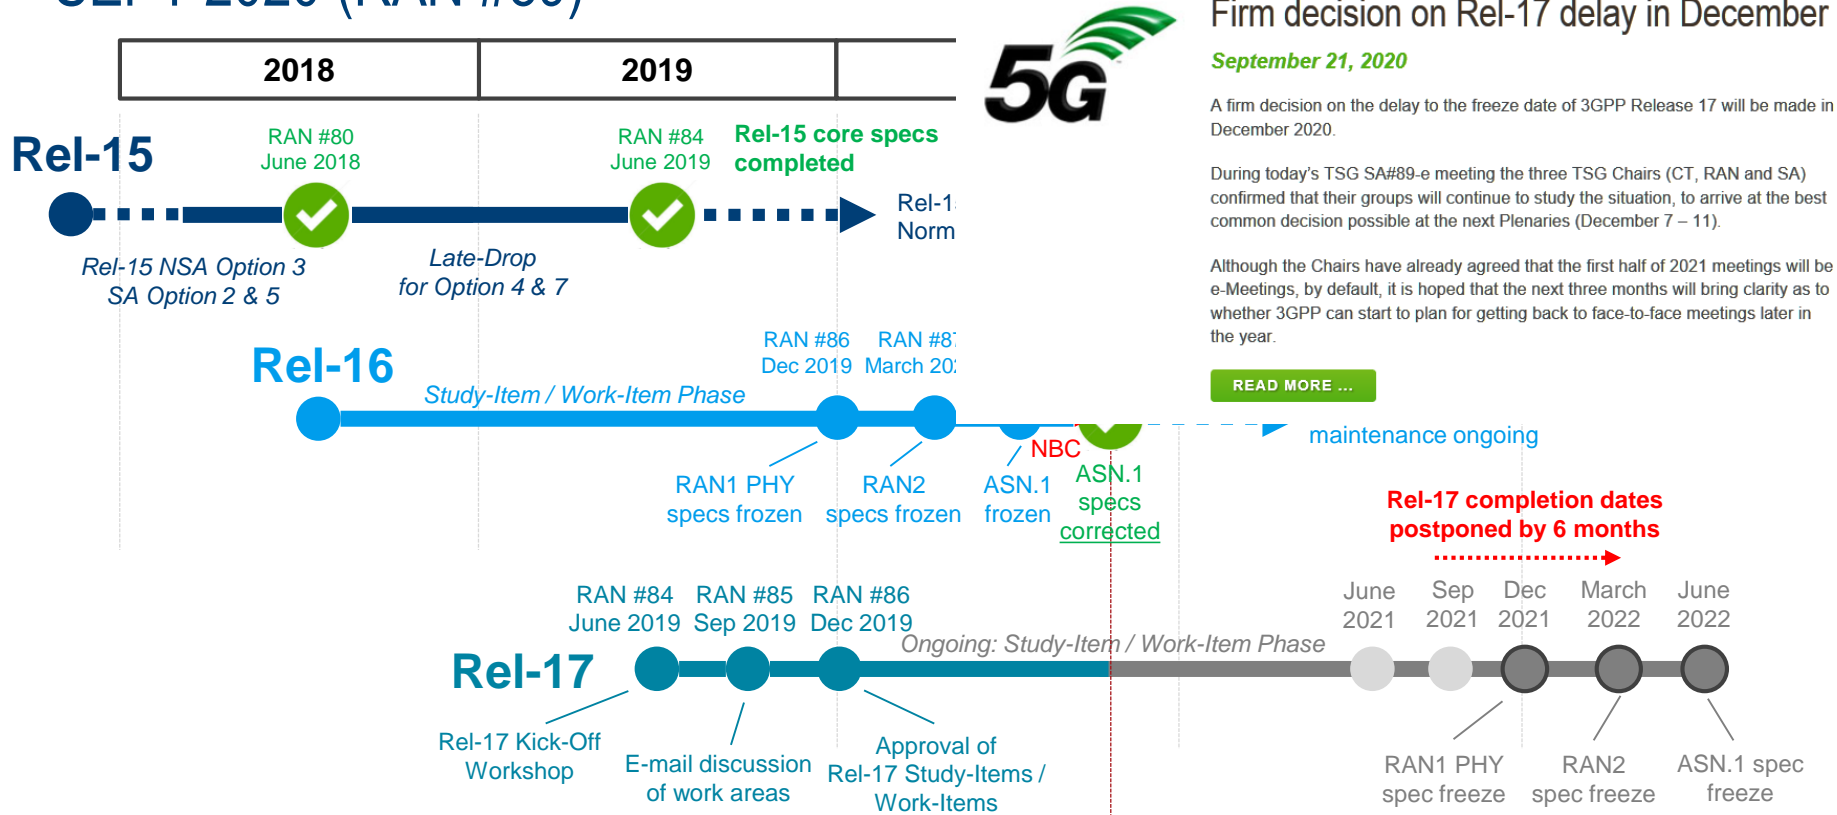 Firm decision on Rel-17 delay in December
September 21, 2020
A firm decision on the delay to the freeze date of 3GPP Release 17 will be made in
December 2020.
During today's TSG SA#89-e meeting the three TSG Chairs (CT, RAN and SA)
confirmed that their groups will continue to study the situation, to arrive at the best
common decision possible at the next Plenaries (December 7 – 11).
Although the Chairs have already agreed that the first half of 2021 meetings will be
e-Meetings, by default, it is hoped that the next three months will bring clarity as to
whether 3GPP can start to plan for getting back to face-to-face meetings later in
the year.
READ MORE ...
5G
2018
2019
Rel-15
RAN #80
June 2018
RAN #84
June 2019
Rel-15 core specs
completed
Rel-15 NSA Option 3
SA Option 2 & 5
Late-Drop
for Option 4 & 7
Rel-16
Study-Item / Work-Item Phase
RAN #86
Dec 2019
RAN #87
March
RAN1 PHY
specs frozen
RAN2
specs frozen
ASN.1
frozen
NBC
ASN.1
specs
corrected
maintenance ongoing
Rel-17 completion dates
postponed by 6 months
Rel-17
RAN #84
June 2019
RAN #85
Sep 2019
RAN #86
Dec 2019
Ongoing: Study-Item / Work-Item Phase
June
2021
Sep
2021
Dec
2021
March
2022
June
2022
Rel-17 Kick-Off
Workshop
E-mail discussion
of work areas
Approval of
Rel-17 Study-Items /
Work-Items
RAN1 PHY
spec freeze
RAN2
spec freeze
ASN.1 spec
freeze